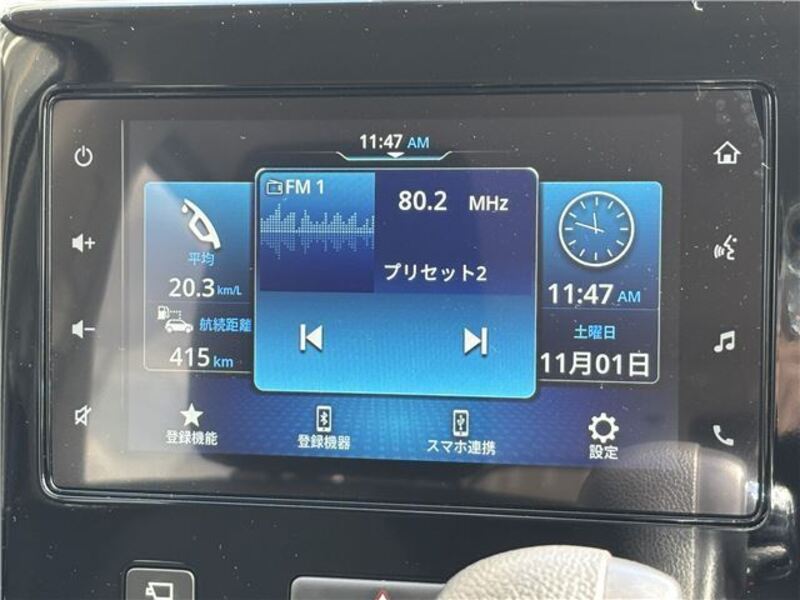 11:47 AM
FM 1
80.2 MHz
プリセット2
平均
20.3 km/L
航続距離
415 km
11:47 AM
土曜日
11月01日
登録機能
登録機器
スマホ連携
設定